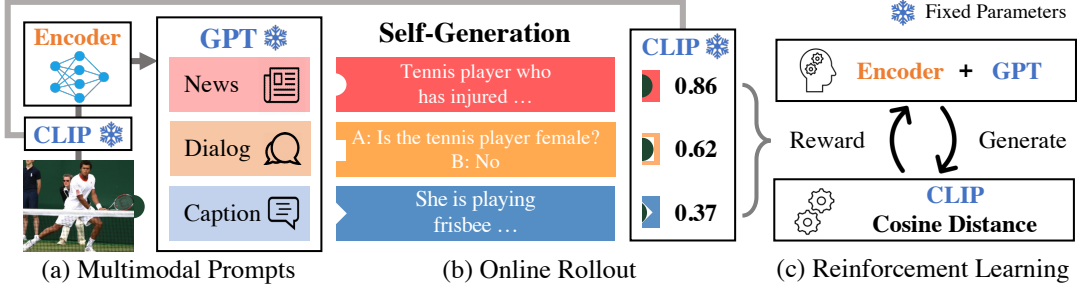 Fixed Parameters
Encoder
CLIP
GPT
News
Dialog
Caption
Self-Generation
Tennis player who
has injured …
A: Is the tennis player female?
B: No
She is playing
frisbee …
CLIP
0.86
0.62
0.37
Encoder + GPT
Reward
Generate
CLIP
Cosine Distance
(a) Multimodal Prompts
(b) Online Rollout
(c) Reinforcement Learning